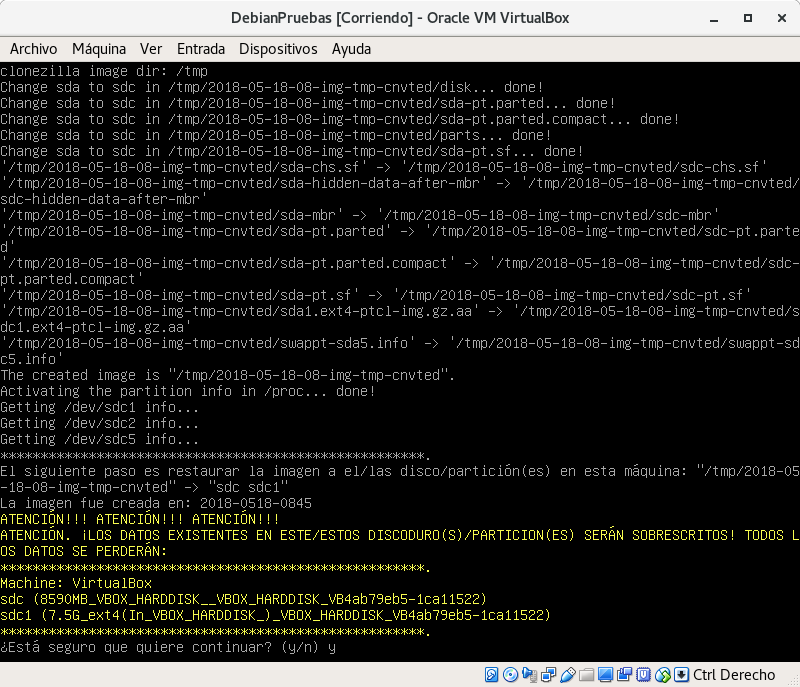 DebianPruebas [Corriendo] - Oracle VM VirtualBox
Archivo Máquina Ver Entrada Dispositivos Ayuda
clonezilla image dir: /tmp
Change sda to sdc in /tmp/2018-05-18-08-img-tmp-cnvted/disk... done!
Change sda to sdc in /tmp/2018-05-18-08-img-tmp-cnvted/sda-pt.parted... done!
Change sda to sdc in /tmp/2018-05-18-08-img-tmp-cnvted/sda-pt.parted.compact... done!
Change sda to sdc in /tmp/2018-05-18-08-img-tmp-cnvted/parts... done!
Change sda to sdc in /tmp/2018-05-18-08-img-tmp-cnvted/sda-pt.sf... done!
'/tmp/2018-05-18-08-img-tmp-cnvted/sda-chs.sf' -> '/tmp/2018-05-18-08-img-tmp-cnvted/sdc-chs.sf'
'/tmp/2018-05-18-08-img-tmp-cnvted/sda-hidden-data-after-mbr' -> '/tmp/2018-05-18-08-img-tmp-cnvted/
sdc-hidden-data-after-mbr'
'/tmp/2018-05-18-08-img-tmp-cnvted/sda-mbr' -> '/tmp/2018-05-18-08-img-tmp-cnvted/sdc-mbr'
'/tmp/2018-05-18-08-img-tmp-cnvted/sda-pt.parted' -> '/tmp/2018-05-18-08-img-tmp-cnvted/sdc-pt.parte
d'
'/tmp/2018-05-18-08-img-tmp-cnvted/sda-pt.parted.compact' -> '/tmp/2018-05-18-08-img-tmp-cnvted/sdc-
pt.parted.compact'
'/tmp/2018-05-18-08-img-tmp-cnvted/sda-pt.sf' -> '/tmp/2018-05-18-08-img-tmp-cnvted/sdc-pt.sf'
'/tmp/2018-05-18-08-img-tmp-cnvted/sda1.ext4-ptcl-img.gz.aa' -> '/tmp/2018-05-18-08-img-tmp-cnvted/s
dc1.ext4-ptcl-img.gz.aa'
'/tmp/2018-05-18-08-img-tmp-cnvted/swappt-sda5.info' -> '/tmp/2018-05-18-08-img-tmp-cnvted/swappt-sd
c5.info'
The created image is "/tmp/2018-05-18-08-img-tmp-cnvted".
Activating the partition info in /proc... done!
Getting /dev/sdc1 info...
Getting /dev/sdc2 info...
Getting /dev/sdc5 info...
*****************************************************.
El siguiente paso es restaurar la imagen a el/las disco/partición(es) en esta máquina: "/tmp/2018-05
-18-08-img-tmp-cnvted" -> "sdc sdc1"
La imagen fue creada en: 2018-0518-0845
ATENCIÓN!!! ATENCIÓN!!! ATENCIÓN!!!
ATENCIÓN. ¡LOS DATOS EXISTENTES EN ESTE/ESTOS DISCODURO(S)/PARTICION(ES) SERÁN SOBRESCRITOS! TODOS L
OS DATOS SE PERDERÁN:
*****************************************************.
Machine: VirtualBox
sdc (8590MB_VBOX_HARDDISK__VBOX_HARDDISK_VB4ab79eb5-1ca11522)
sdc1 (7.5G_ext4(In_VBOX_HARDDISK_)_VBOX_HARDDISK_VB4ab79eb5-1ca11522)
*****************************************************.
¿Está seguro que quiere continuar? (y/n) y
Ctrl Derecho